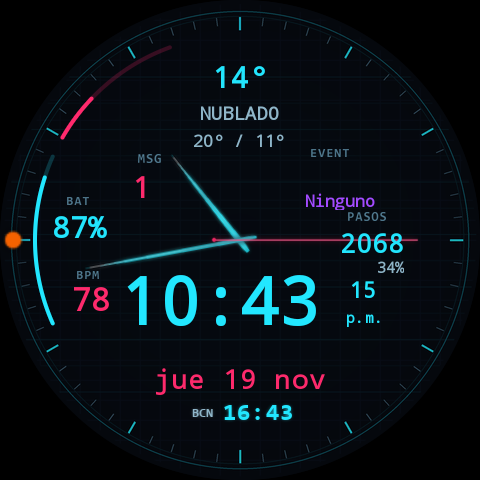 14°
NUBLADO
20° / 11°
EVENT
MSG
1
Ninguno
BAT
87%
PASOS
2068
34%
BPM
78
10:43
15
p.m.
jue 19 nov
BCN 16:43